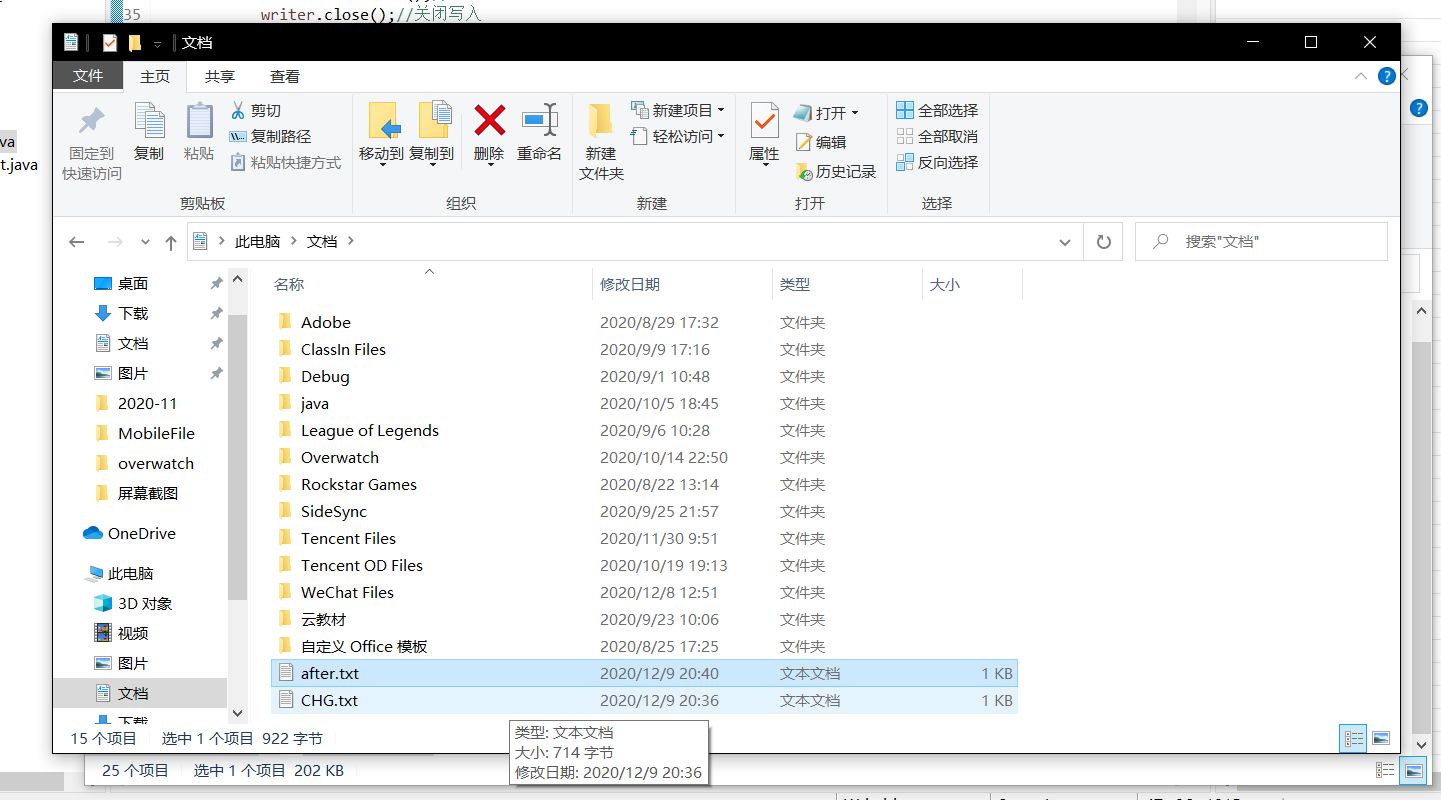 35 writer.close();//关闭写入
文档
文件 主页 共享 查看
va
t.java
固定到
快速访问
复制
粘贴
剪切
复制路径
粘贴快捷方式
剪贴板
移动到 复制到 删除 重命名
组织
新建
文件夹
新建项目
轻松访问
新建
属性
打开
编辑
历史记录
打开
全部选择
全部取消
反向选择
选择
此电脑 文档
搜索"文档"
桌面
下载
文档
图片
2020-11
MobileFile
overwatch
屏幕截图
OneDrive
此电脑
3D 对象
视频
图片
文档
下载
名称 修改日期 类型 大小
Adobe 2020/8/29 17:32 文件夹
ClassIn Files 2020/9/9 17:16 文件夹
Debug 2020/9/1 10:48 文件夹
java 2020/10/5 18:45 文件夹
League of Legends 2020/9/6 10:28 文件夹
Overwatch 2020/10/14 22:50 文件夹
Rockstar Games 2020/8/22 13:14 文件夹
SideSync 2020/9/25 21:57 文件夹
Tencent Files 2020/11/30 9:51 文件夹
Tencent OD Files 2020/10/19 19:13 文件夹
WeChat Files 2020/12/8 12:51 文件夹
云教材 2020/9/23 10:06 文件夹
自定义 Office 模板 2020/8/25 17:25 文件夹
after.txt 2020/12/9 20:40 文本文档 1 KB
CHG.txt 2020/12/9 20:36 文本文档 1 KB
类型: 文本文档
大小: 714 字节
修改日期: 2020/12/9 20:36
15 个项目 选中 1 个项目 922 字节
25 个项目 选中 1 个项目 202 KB